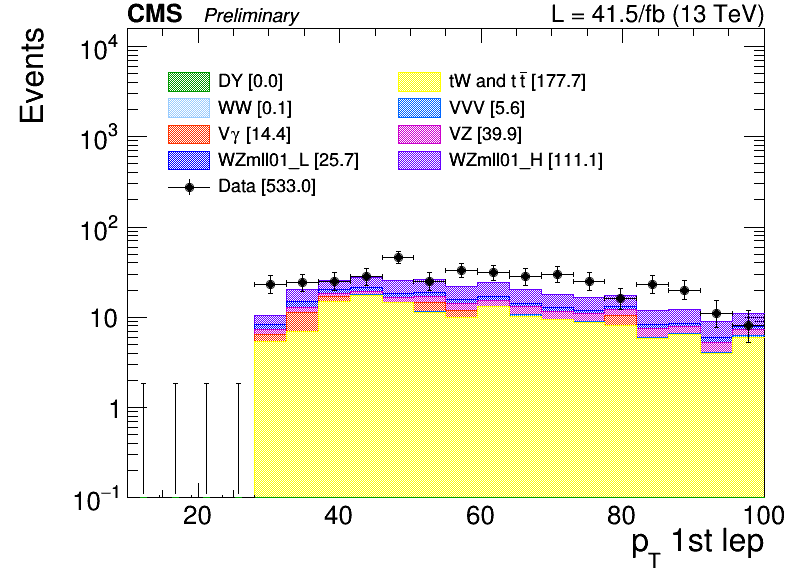 CMS Preliminary L = 41.5/fb (13 TeV)
Events
10⁴
10³
10²
10
1
10⁻¹
DY [0.0]
tW and tt̅ [177.7]
WW [0.1]
VVV [5.6]
Vγ [14.4]
VZ [39.9]
WZmll01_L [25.7]
WZmll01_H [111.1]
Data [533.0]
20 40 60 80 100
p_T 1st lep